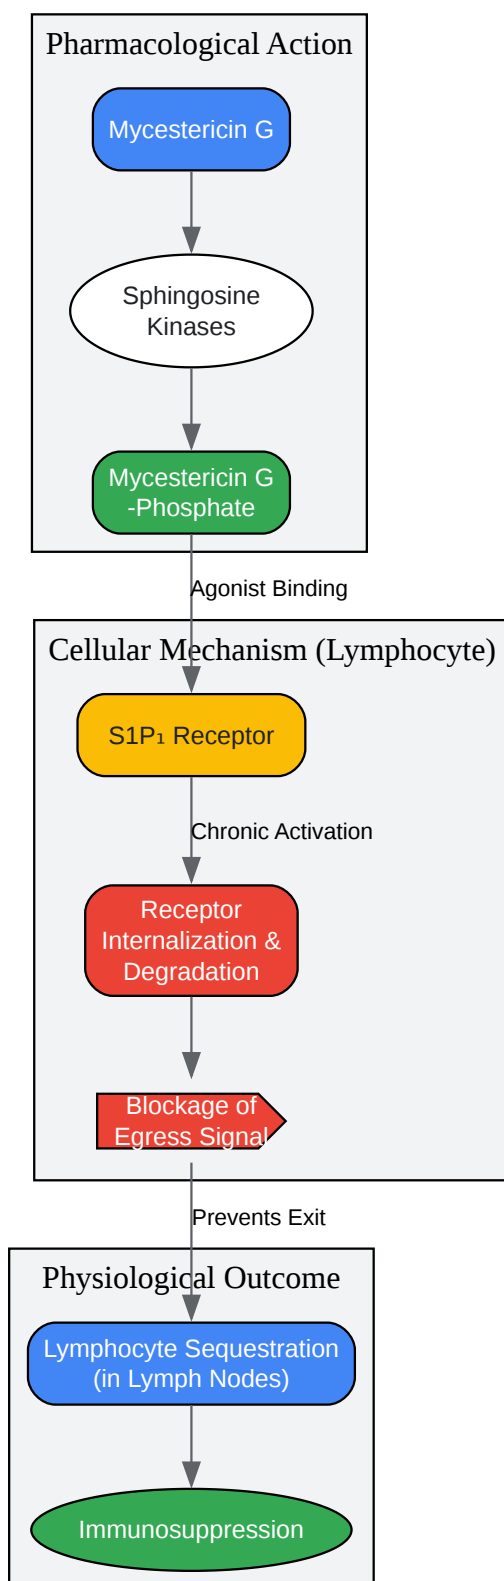 Pharmacological Action
Mycestericin G
Sphingosine
Kinases
Mycestericin G
-Phosphate
Agonist Binding
Cellular Mechanism (Lymphocyte)
S1P₁ Receptor
Chronic Activation
Receptor
Internalization &
Degradation
Blockage of
Egress Signal
Prevents Exit
Physiological Outcome
Lymphocyte Sequestration
(in Lymph Nodes)
Immunosuppression